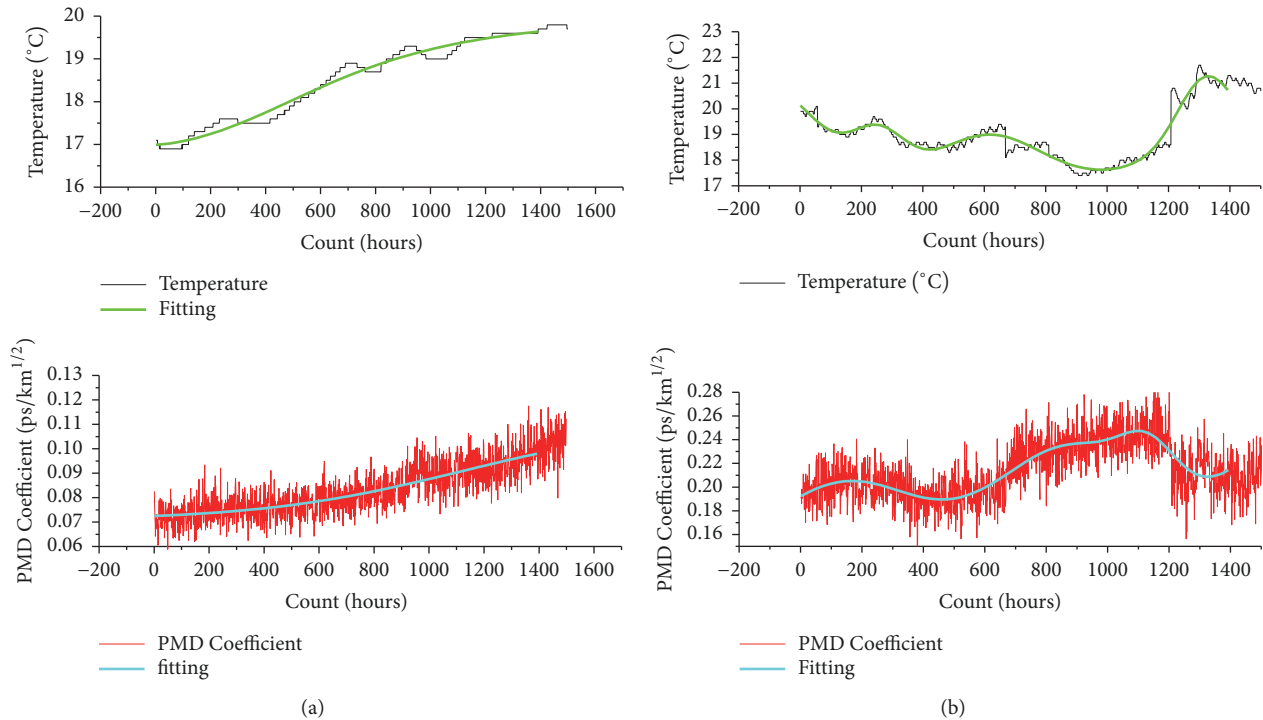 Temperature (°C)
20
19
18
17
16
−200 0 200 400 600 800 1000 1200 1400 1600
Count (hours)
Temperature
Fitting
PMD Coefficient (ps/km^{1/2})
0.13
0.12
0.11
0.10
0.09
0.08
0.07
0.06
−200 0 200 400 600 800 1000 1200 1400 1600
Count (hours)
PMD Coefficient
fitting
(a)
Temperature (°C)
23
22
21
20
19
18
17
−200 0 200 400 600 800 1000 1200 1400
Count (hours)
Temperature (°C)
PMD Coefficient (ps/km^{1/2})
0.28
0.26
0.24
0.22
0.20
0.18
0.16
−200 0 200 400 600 800 1000 1200 1400
Count (hours)
PMD Coefficient
Fitting
(b)